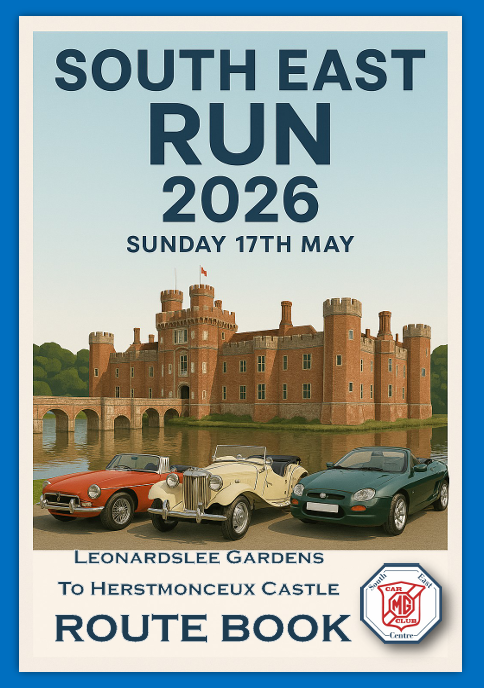 SOUTH EAST
RUN
2026
SUNDAY 17TH MAY
LEONARDSLEE GARDENS
TO HERSTMONCEUX CASTLE
ROUTE BOOK
South East
CAR
MG
CLUB
Centre